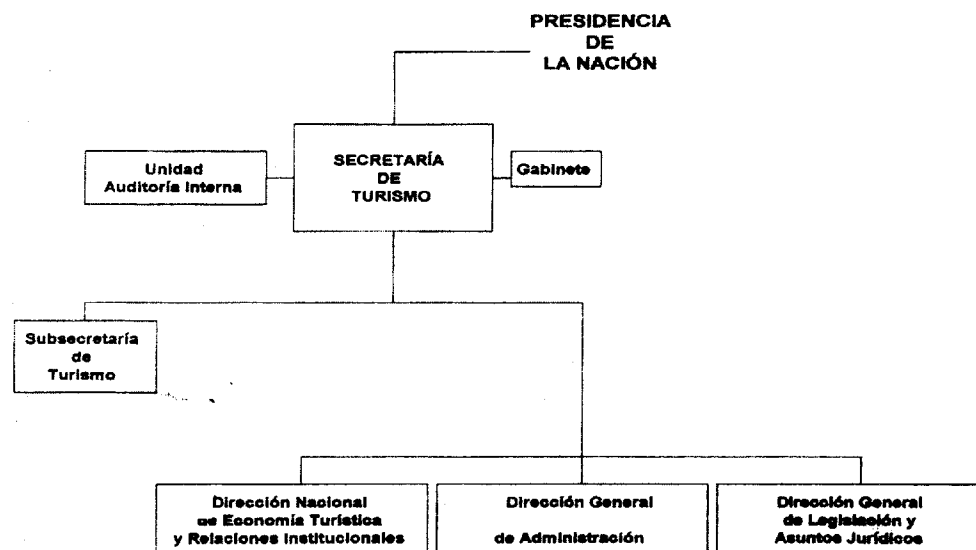 PRESIDENCIA
DE
LA NACIÓN
SECRETARÍA
DE
TURISMO
Unidad
Auditoría Interna
Gabinete
Subsecretaría
de
Turismo
Dirección Nacional
de Economía Turística
y Relaciones Institucionales
Dirección General
de Administración
Dirección General
de Legislación y
Asuntos Jurídicos